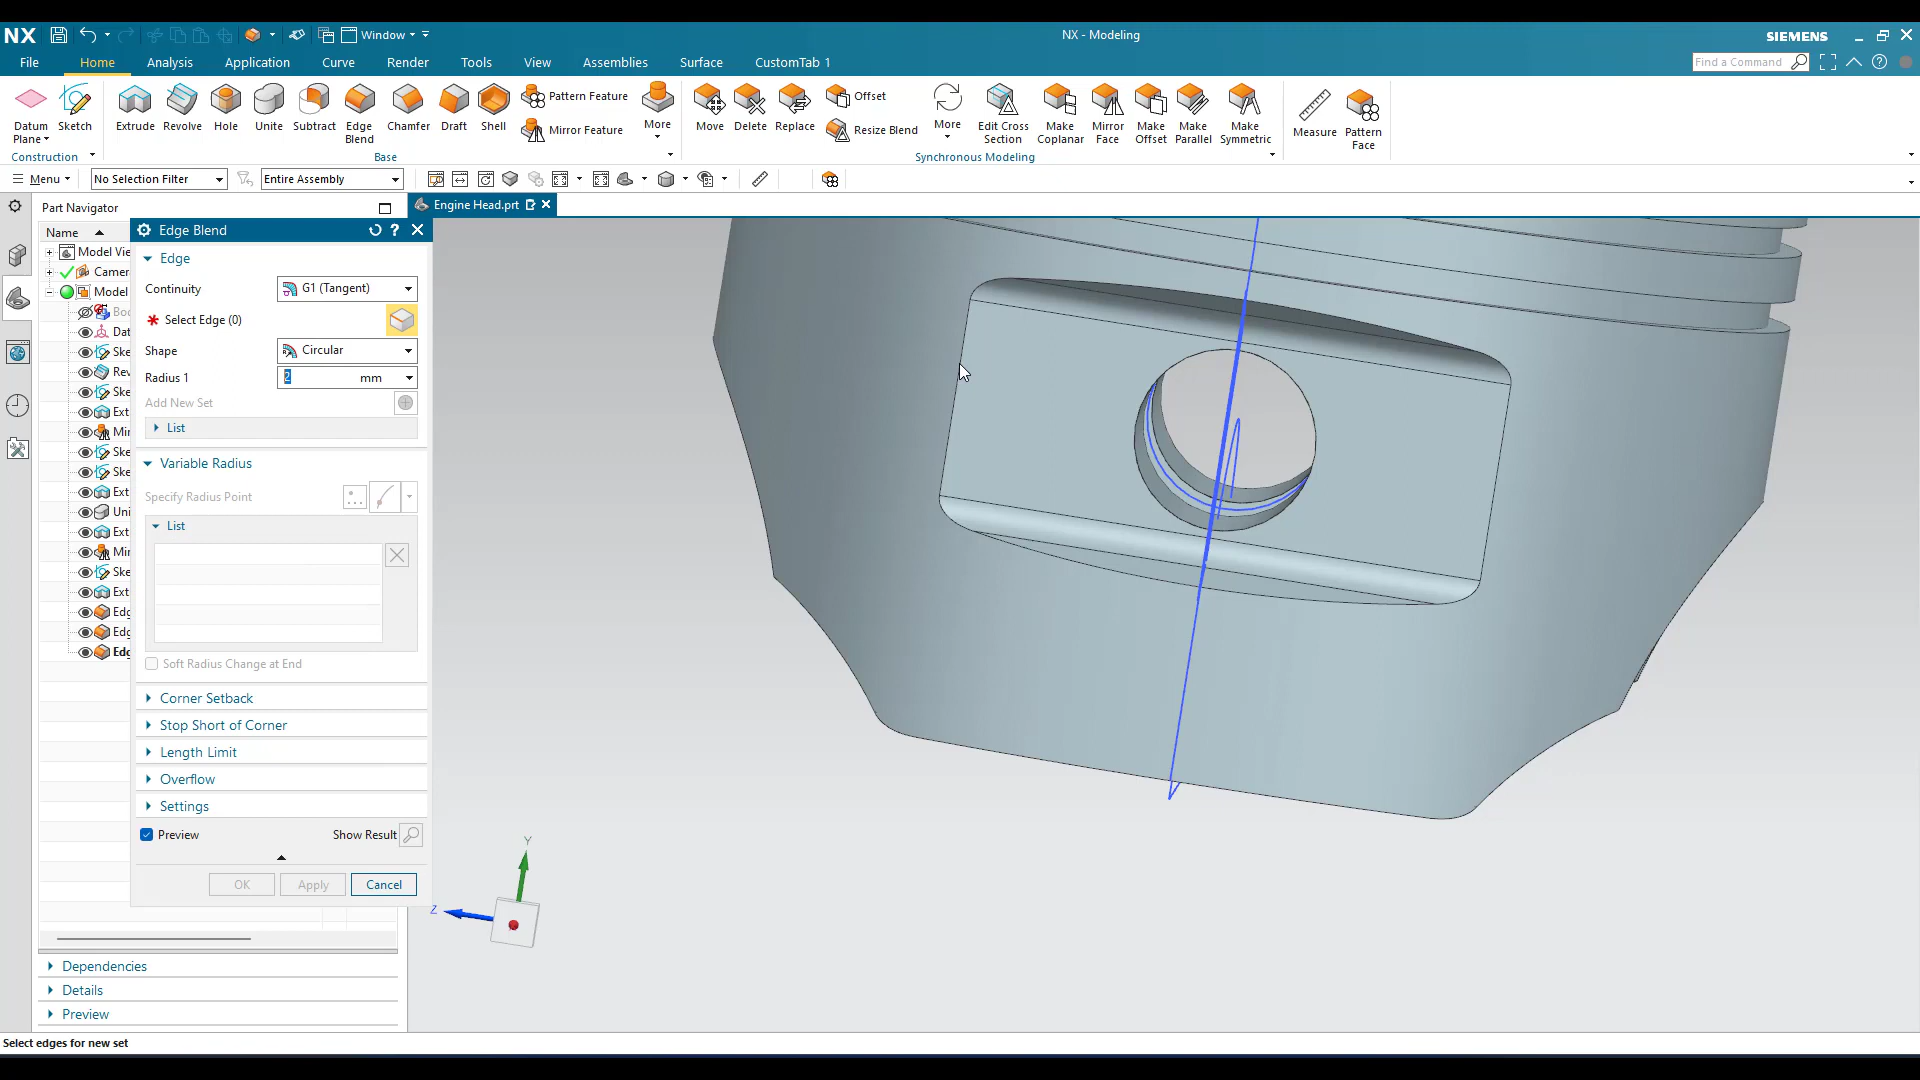 NX
Window
NX - Modeling
SIEMENS
File
Home
Analysis
Application
Curve
Render
Tools
View
Assemblies
Surface
CustomTab 1
Find a Command
Datum Plane
Sketch
Extrude
Revolve
Hole
Unite
Subtract
Edge Blend
Chamfer
Draft
Shell
Pattern Feature
Mirror Feature
More
Move
Delete
Replace
Offset
Resize Blend
More
Edit Cross Section
Make Coplanar
Mirror Face
Make Offset
Make Parallel
Make Symmetric
Measure
Pattern Face
Construction
Base
Synchronous Modeling
Menu
No Selection Filter
Entire Assembly
Part Navigator
Engine Head.prt
Name
Model Vie
Camer
Model
Boo
Dat
Ske
Rev
Ske
Ext
Mir
Ske
Ske
Ext
Uni
Ext
Mir
Ske
Ext
Edg
Edg
Edg
Edge Blend
Edge
Continuity
G1 (Tangent)
* Select Edge (0)
Shape
Circular
Radius 1
2
mm
Add New Set
List
Variable Radius
Specify Radius Point
List
Soft Radius Change at End
Corner Setback
Stop Short of Corner
Length Limit
Overflow
Settings
Preview
Show Result
OK
Apply
Cancel
Y
Z
Dependencies
Details
Preview
Select edges for new set